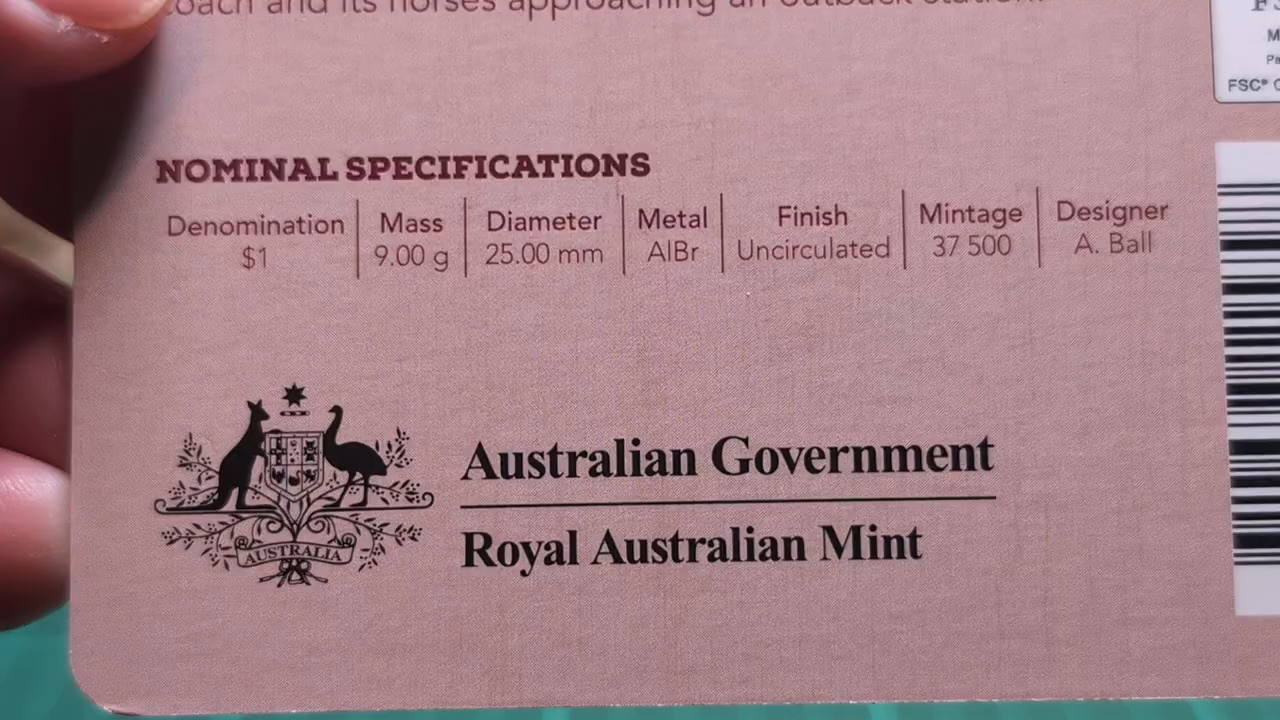 coach and its horses approaching an outback station.
NOMINAL SPECIFICATIONS
Denomination Mass Diameter Metal Finish Mintage Designer
$1 9.00 g 25.00 mm AlBr Uncirculated 37 500 A. Ball
FSC®
Australian Government
Royal Australian Mint
AUSTRALIA